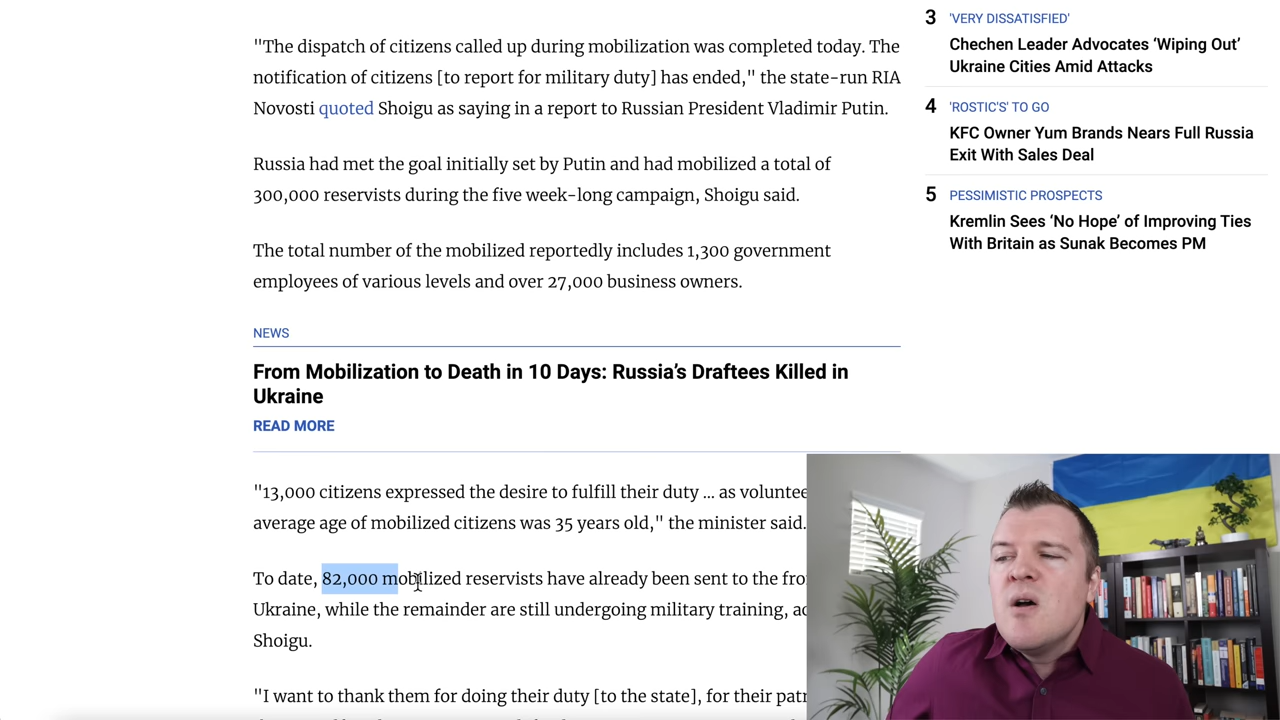 "The dispatch of citizens called up during mobilization was completed today. The
notification of citizens [to report for military duty] has ended," the state-run RIA
Novosti quoted Shoigu as saying in a report to Russian President Vladimir Putin.
Russia had met the goal initially set by Putin and had mobilized a total of
300,000 reservists during the five week-long campaign, Shoigu said.
The total number of the mobilized reportedly includes 1,300 government
employees of various levels and over 27,000 business owners.
NEWS
From Mobilization to Death in 10 Days: Russia's Draftees Killed in
Ukraine
READ MORE
"13,000 citizens expressed the desire to fulfill their duty ... as
average age of mobilized citizens was 35 years old," the minister said.
To date, 82,000 mobilized reservists have already been sent to the
Ukraine, while the remainder are still undergoing military training,
Shoigu.
"I want to thank them for doing their duty [to the state], for their
3 'VERY DISSATISFIED'
Chechen Leader Advocates ‘Wiping Out’
Ukraine Cities Amid Attacks
4 'ROSTIC'S' TO GO
KFC Owner Yum Brands Nears Full Russia
Exit With Sales Deal
5 PESSIMISTIC PROSPECTS
Kremlin Sees ‘No Hope’ of Improving Ties
With Britain as Sunak Becomes PM